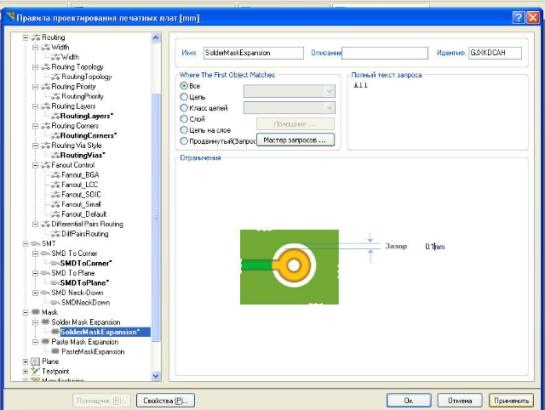 Правила проектирования печатных плат [mm]
Routing
Width
Width
Routing Topology
RoutingTopology
Routing Priority
RoutingPriority
Routing Layers
RoutingLayers*
Routing Corners
RoutingCorners*
Routing Via Style
RoutingVias*
Fanout Control
Fanout_BGA
Fanout_LCC
Fanout_SOIC
Fanout_Small
Fanout_Default
Differential Pairs Routing
DiffPairsRouting
SMT
SMD To Corner
SMDToCorner*
SMD To Plane
SMDToPlane*
SMD Neck-Down
SMDNeckDown
Mask
Solder Mask Expansion
SolderMaskExpansion*
Paste Mask Expansion
PasteMaskExpansion
Plane
Testpoint
Manufacturing
Имя SolderMaskExpansion Описание Идентиф. GJXKDCAH
Where The First Object Matches
Все
Цепь
Класс цепей
Слой
Цепь на слое
Продвинутый(Запрос
Помощник ...
Мастер запросов ...
Полный текст запроса
All
Ограничения
Зазор 0.1mm
Помощник (R)... Свойства (P)... Ок Отмена Применить